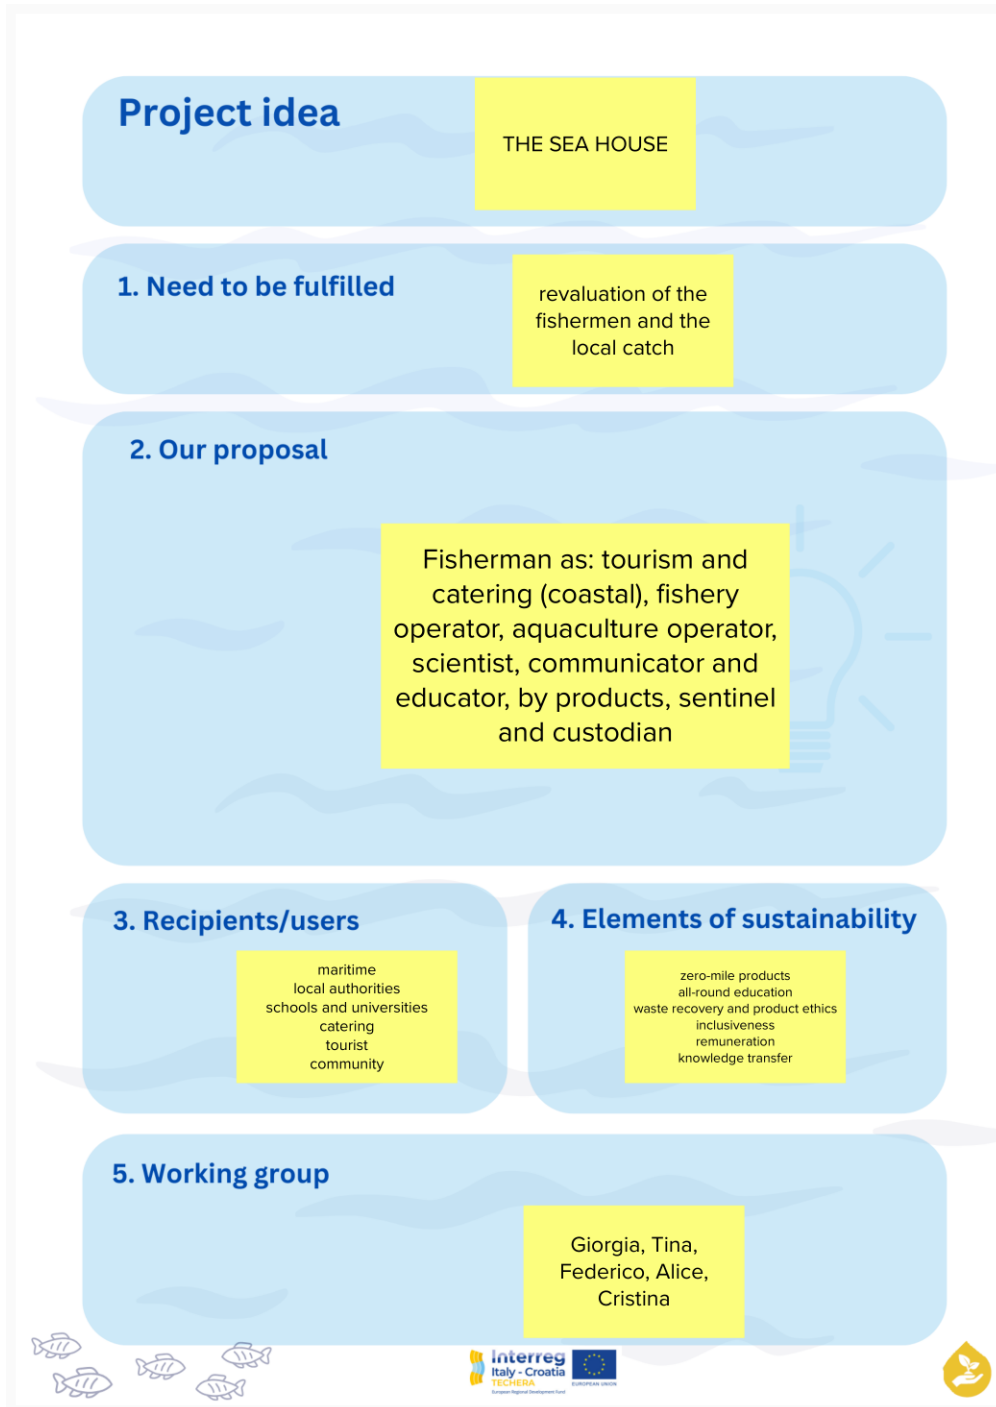 Project idea
THE SEA HOUSE
1. Need to be fulfilled
revaluation of the
fishermen and the
local catch
2. Our proposal
Fisherman as: tourism and
catering (coastal), fishery
operator, aquaculture operator,
scientist, communicator and
educator, by products, sentinel
and custodian
3. Recipients/users
maritime
local authorities
schools and universities
catering
tourist
community
4. Elements of sustainability
zero-mile products
all-round education
waste recovery and product ethics
inclusiveness
remuneration
knowledge transfer
5. Working group
Giorgia, Tina,
Federico, Alice,
Cristina
Interreg
Italy - Croatia
TECHERA
European Regional Development Fund
EUROPEAN UNION